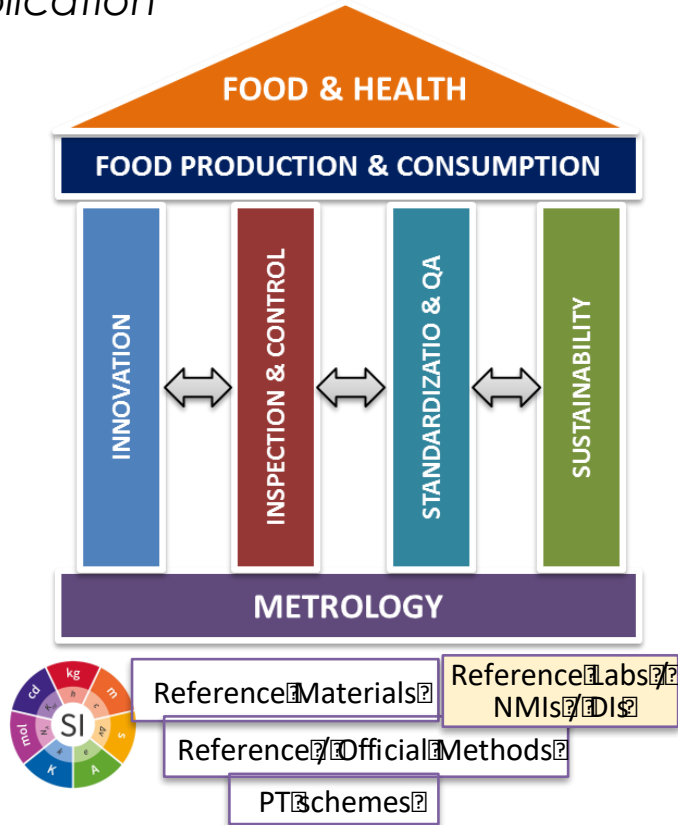 plication
FOOD & HEALTH
FOOD PRODUCTION & CONSUMPTION
INNOVATION
INSPECTION & CONTROL
STANDARDIZATIO & QA
SUSTAINABILITY
METROLOGY
kg
m
s
A
K
mol
cd
SI
h
c
e
k
Reference⍰Materials⍰
Reference⍰Labs⍰/⍰
NMIs⍰/⍰DIs⍰
Reference⍰/⍰Official⍰Methods⍰
PT⍰schemes⍰